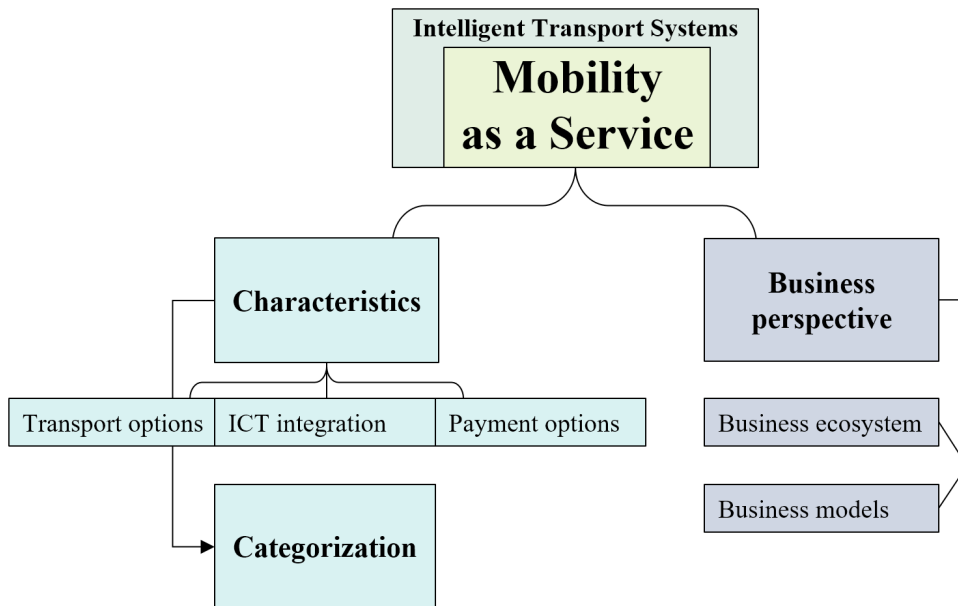 Intelligent Transport Systems
Mobility
as a Service
Characteristics
Business
perspective
Transport options
ICT integration
Payment options
Business ecosystem
Business models
Categorization